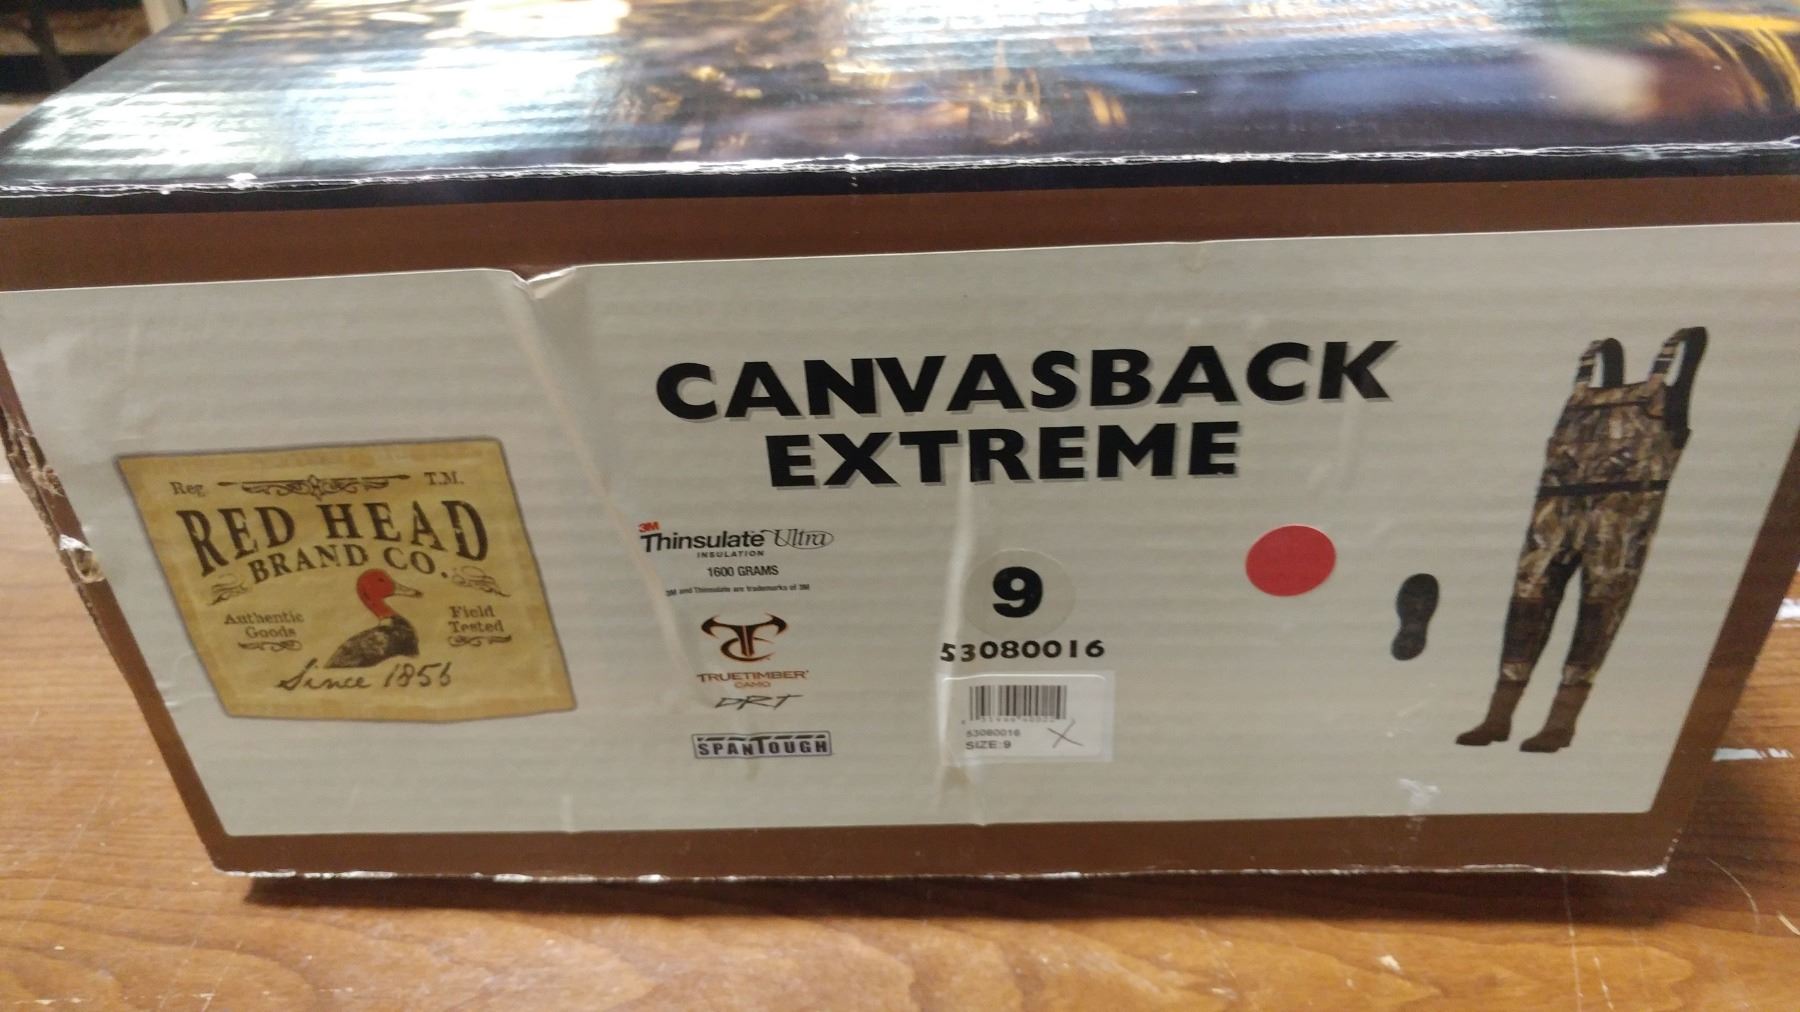 Reg. T.M.
RED HEAD
BRAND CO.
Authentic
Goods
Field
Tested
Since 1856
CANVASBACK
EXTREME
3M
Thinsulate Ultra
INSULATION
1600 GRAMS
3M and Thinsulate are trademarks of 3M
TRUETIMBER
CAMO
DRT
SPANTOUGH
9
53080016
53080016
SIZE:9
X